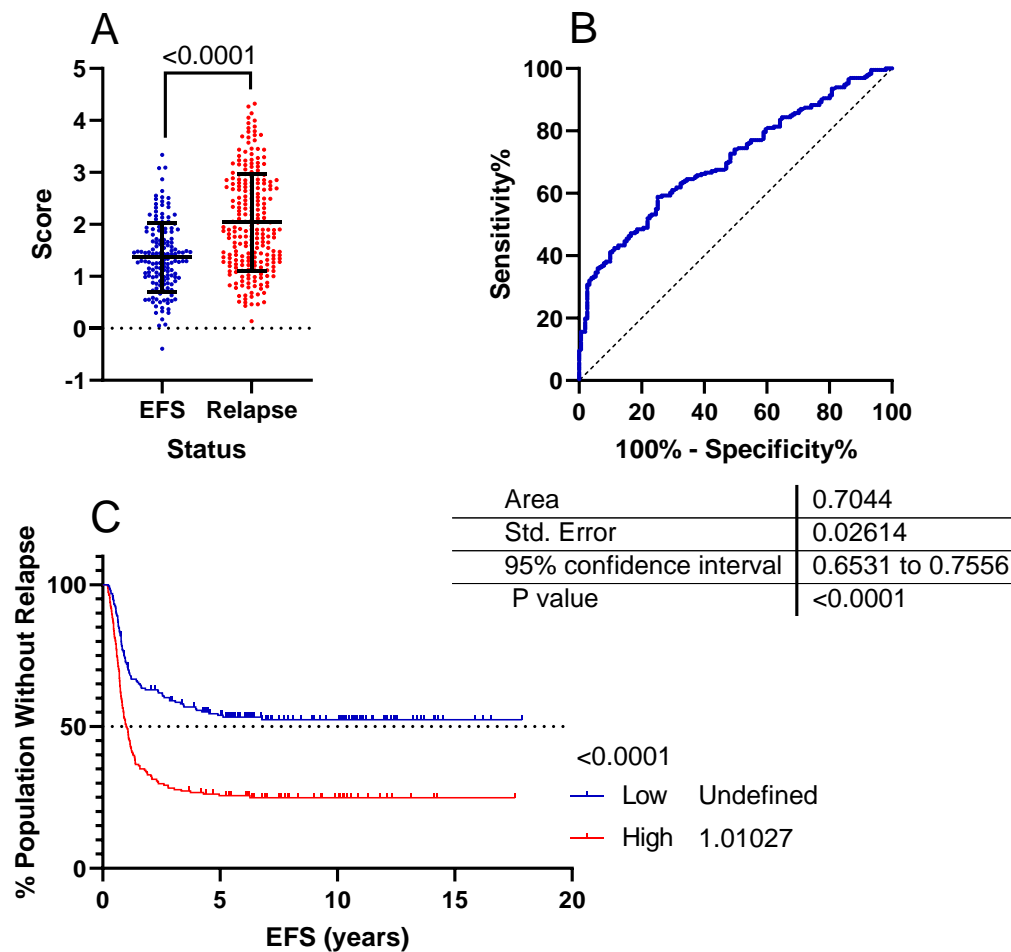 A
<0.0001
5
4
3
2
1
0
-1
Score
EFS Relapse
Status
B
100
80
60
40
20
0
Sensitivity%
0 20 40 60 80 100
100% - Specificity%
Area 0.7044
Std. Error 0.02614
95% confidence interval 0.6531 to 0.7556
P value <0.0001
C
100
50
0
% Population Without Relapse
0 5 10 15 20
EFS (years)
<0.0001
Low Undefined
High 1.01027